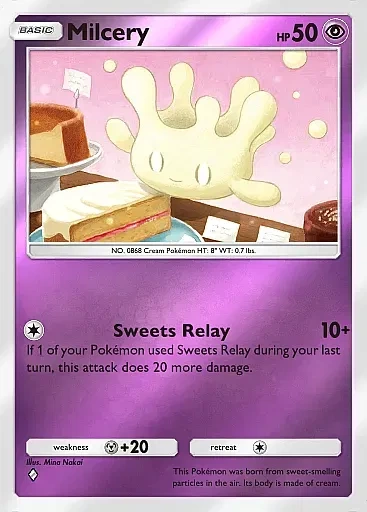 BASIC Milcery HP 50
NO. 0868 Cream Pokémon HT: 8" WT: 0.7 lbs.
Sweets Relay 10+
If 1 of your Pokémon used Sweets Relay during your last
turn, this attack does 20 more damage.
weakness +20 retreat
Illus. Mina Nakai
This Pokémon was born from sweet-smelling
particles in the air. Its body is made of cream.